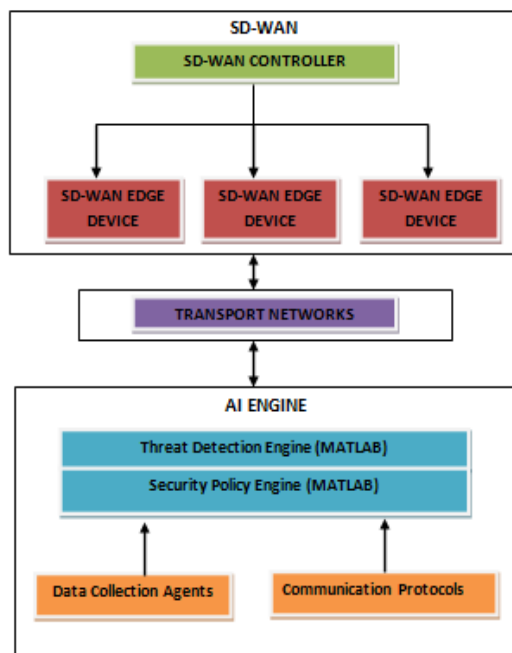 SD-WAN
SD-WAN CONTROLLER
SD-WAN EDGE
DEVICE
SD-WAN EDGE
DEVICE
SD-WAN EDGE
DEVICE
TRANSPORT NETWORKS
AI ENGINE
Threat Detection Engine (MATLAB)
Security Policy Engine (MATLAB)
Data Collection Agents
Communication Protocols